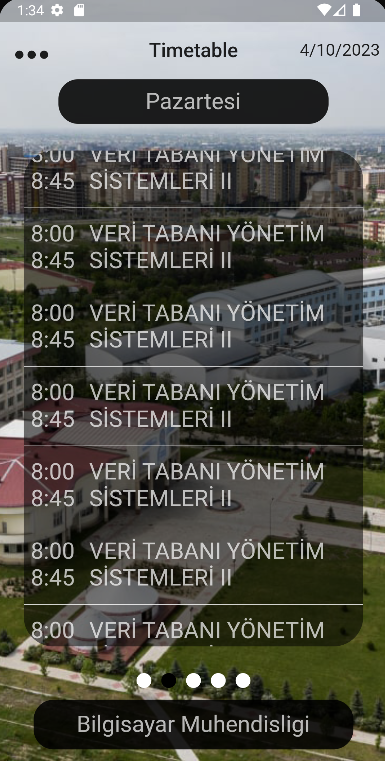 1:34
Timetable
4/10/2023
Pazartesi
8:00 VERİ TABANI YÖNETİM
8:45 SİSTEMLERİ II
8:00 VERİ TABANI YÖNETİM
8:45 SİSTEMLERİ II
8:00 VERİ TABANI YÖNETİM
8:45 SİSTEMLERİ II
8:00 VERİ TABANI YÖNETİM
8:45 SİSTEMLERİ II
8:00 VERİ TABANI YÖNETİM
8:45 SİSTEMLERİ II
8:00 VERİ TABANI YÖNETİM
8:45 SİSTEMLERİ II
8:00 VERİ TABANI YÖNETİM
Bilgisayar Muhendisligi